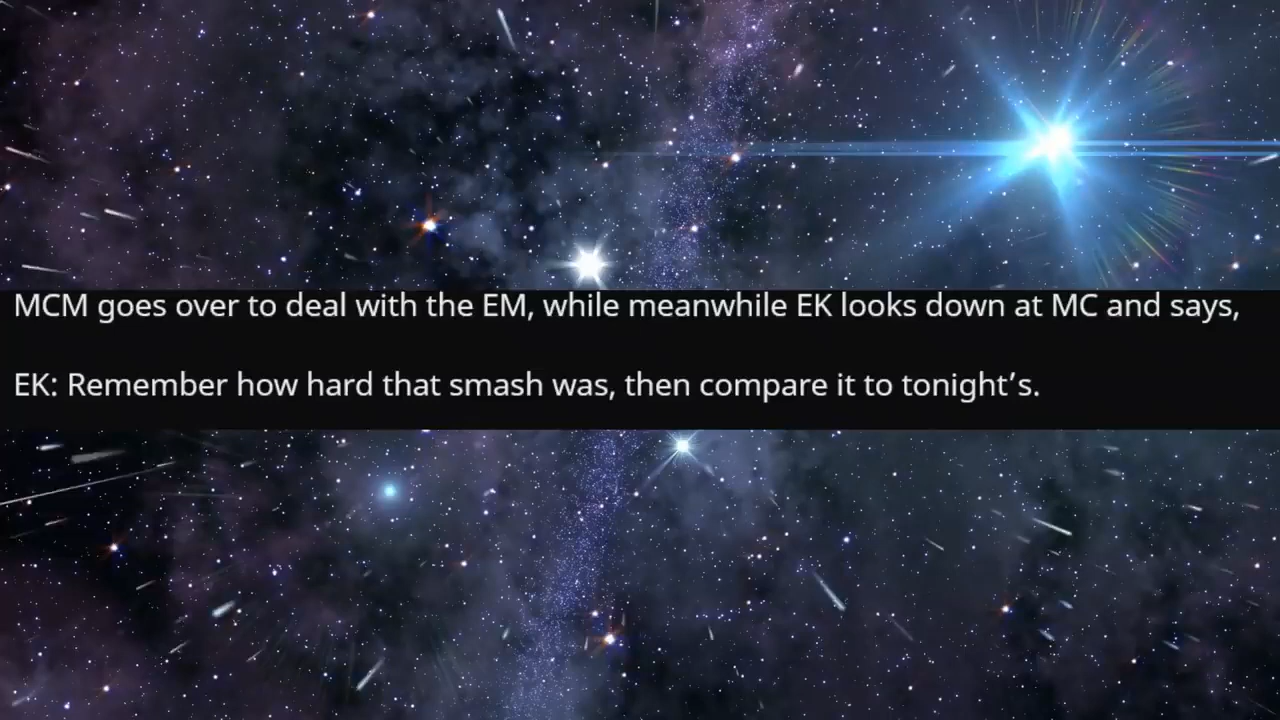 MCM goes over to deal with the EM, while meanwhile EK looks down at MC and says,
EK: Remember how hard that smash was, then compare it to tonight’s.